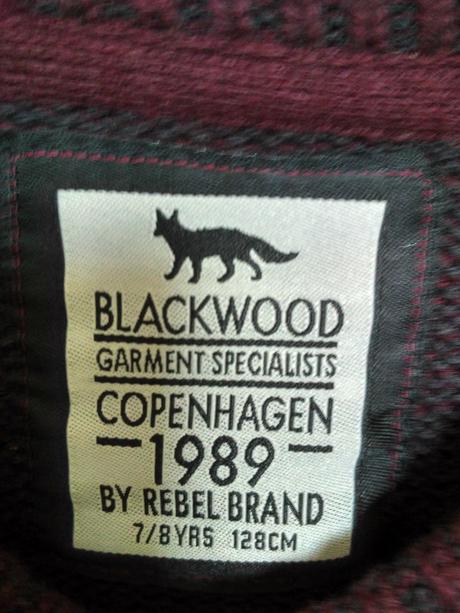 BLACKWOOD
GARMENT SPECIALISTS
COPENHAGEN
1989
BY REBEL BRAND
7/8YRS 128CM